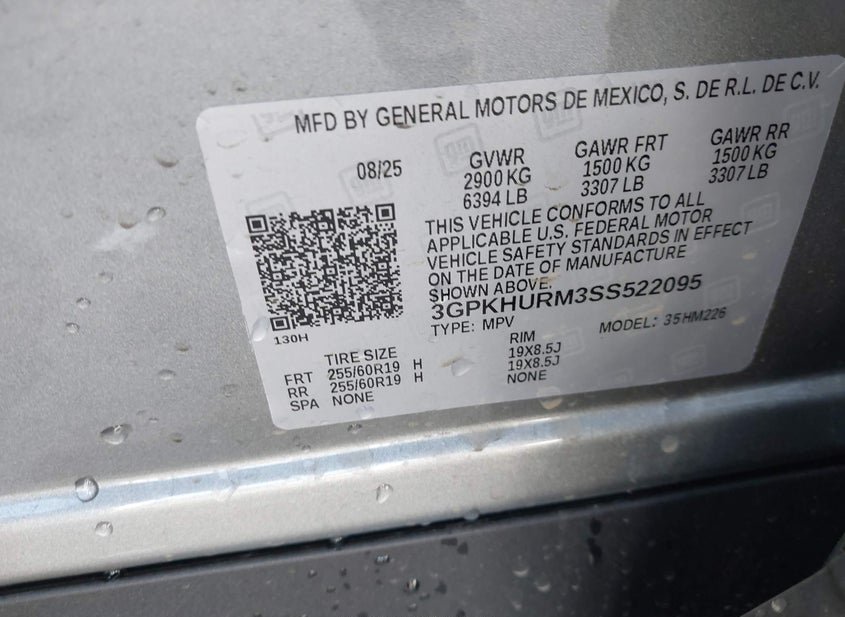 MFD BY GENERAL MOTORS DE MEXICO, S. DE R.L. DE C.V.
08/25
GVWR
2900 KG
6394 LB
GAWR FRT
1500 KG
3307 LB
GAWR RR
1500 KG
3307 LB
THIS VEHICLE CONFORMS TO ALL
APPLICABLE U.S. FEDERAL MOTOR
VEHICLE SAFETY STANDARDS IN EFFECT
ON THE DATE OF MANUFACTURE
SHOWN ABOVE.
3GPKHURM3SS522095
TYPE: MPV MODEL: 35HM226
130H
TIRE SIZE RIM
FRT 255/60R19 H 19X8.5J
RR 255/60R19 H 19X8.5J
SPA NONE NONE